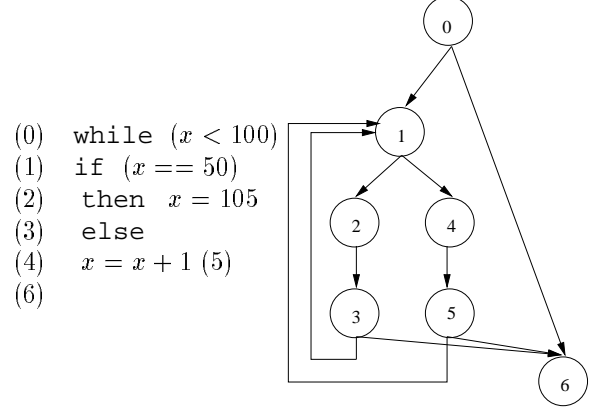 (0) while (x < 100)
(1) if (x == 50)
(2) then x = 105
(3) else
(4) x = x + 1 (5)
(6)
0
1
2
4
3
5
6